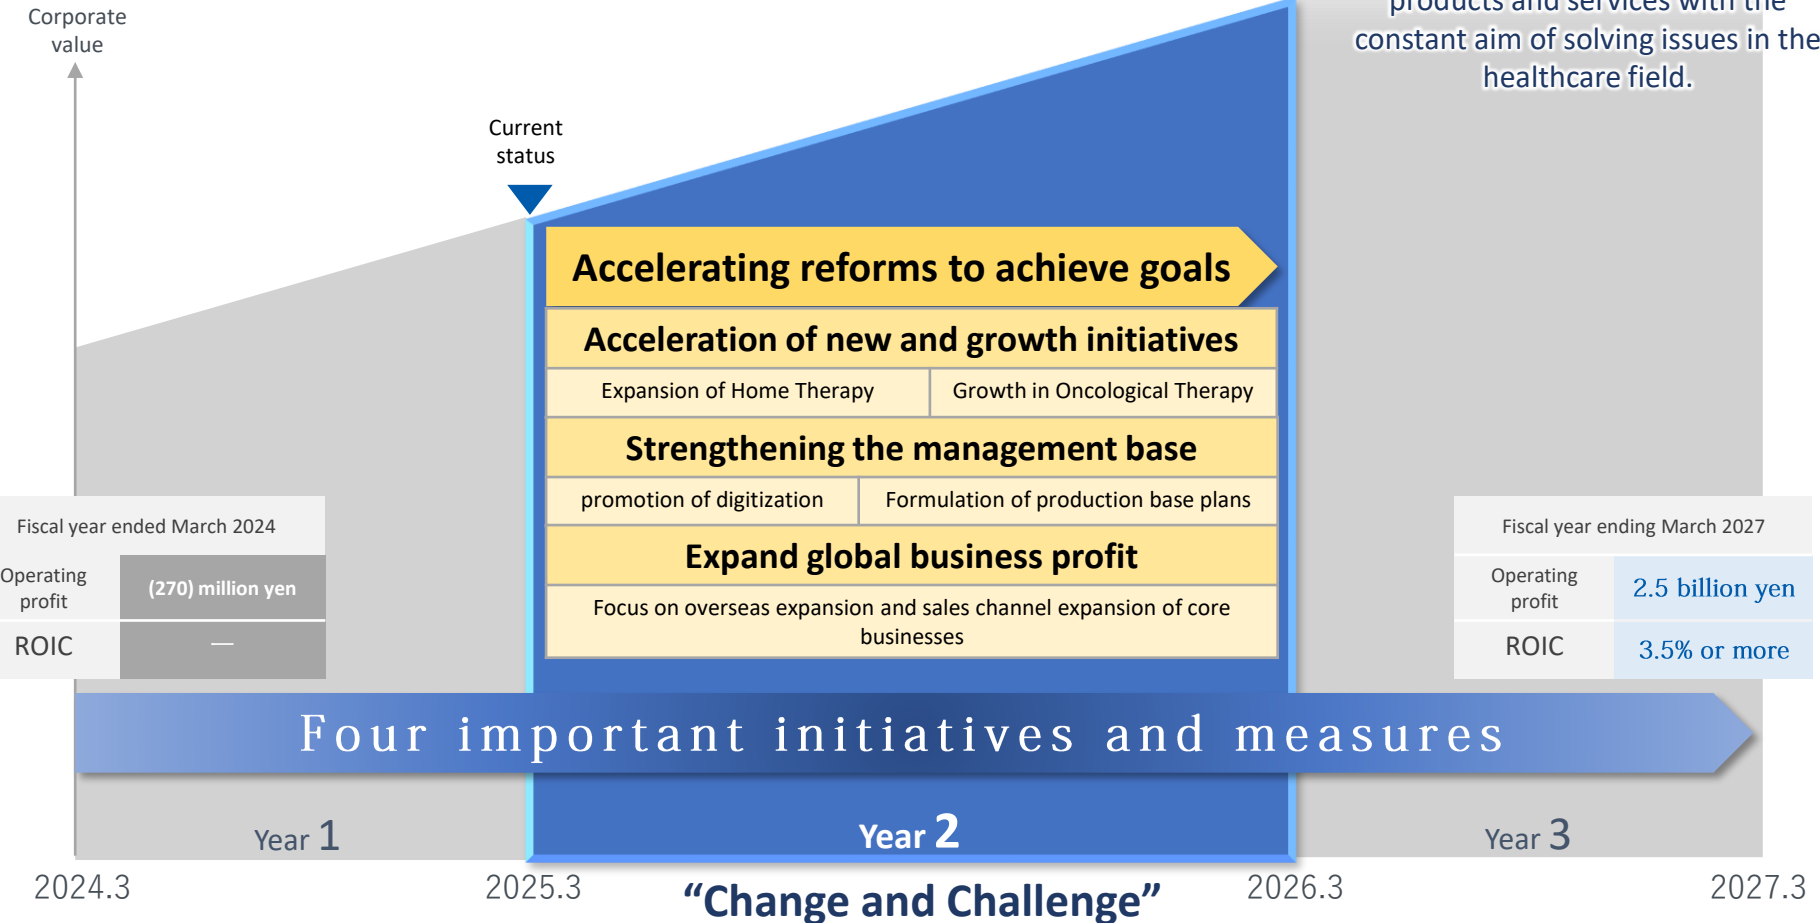 products and services with the
constant aim of solving issues in the
healthcare field.
Corporate
value
Current
status
Accelerating reforms to achieve goals
Acceleration of new and growth initiatives
Expansion of Home Therapy
Growth in Oncological Therapy
Strengthening the management base
promotion of digitization
Formulation of production base plans
Expand global business profit
Focus on overseas expansion and sales channel expansion of core
businesses
Fiscal year ended March 2024
Operating
profit
(270) million yen
ROIC
—
Fiscal year ending March 2027
Operating
profit
2.5 billion yen
ROIC
3.5% or more
Four important initiatives and measures
Year 1
Year 2
Year 3
2024.3
2025.3
2026.3
2027.3
“Change and Challenge”